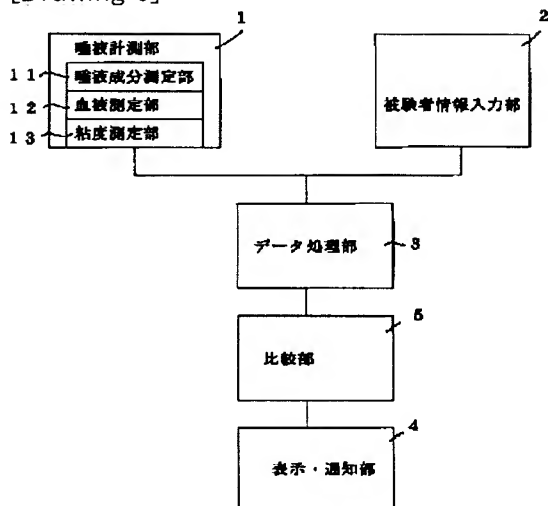 1
2
唾液計測部
11
唾液成分測定部
12
血液測定部
13
粘度測定部
被験者情報入力部
データ処理部
3
5
比較部
4
表示・通知部